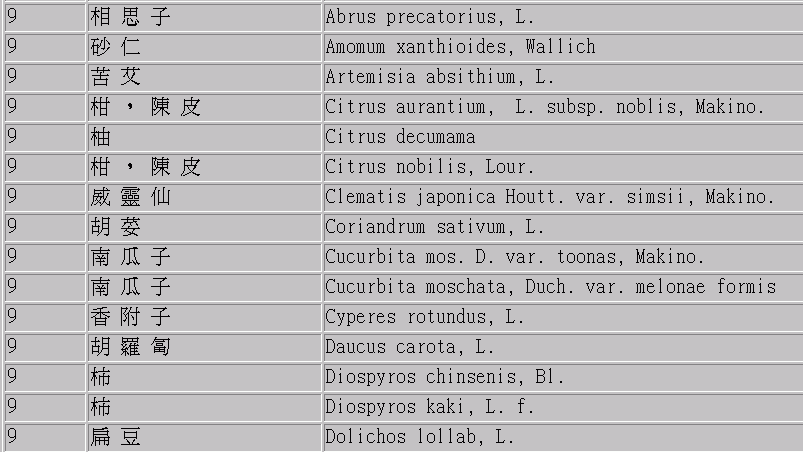 9 相思子 Abrus precatorius, L.
9 砂仁 Amomum xanthioides, Wallich
9 苦艾 Artemisia absithium, L.
9 柑，陳皮 Citrus aurantium, L. subsp. noblis, Makino.
9 柚 Citrus decumama
9 柑，陳皮 Citrus nobilis, Lour.
9 威靈仙 Clematis japonica Houtt. var. simsii, Makino.
9 胡荽 Coriandrum sativum, L.
9 南瓜子 Cucurbita mos. D. var. toonas, Makino.
9 南瓜子 Cucurbita moschata, Duch. var. melonae formis
9 香附子 Cyperes rotundus, L.
9 胡羅蔔 Daucus carota, L.
9 柿 Diospyros chinsenis, Bl.
9 柿 Diospyros kaki, L. f.
9 扁豆 Dolichos lollab, L.